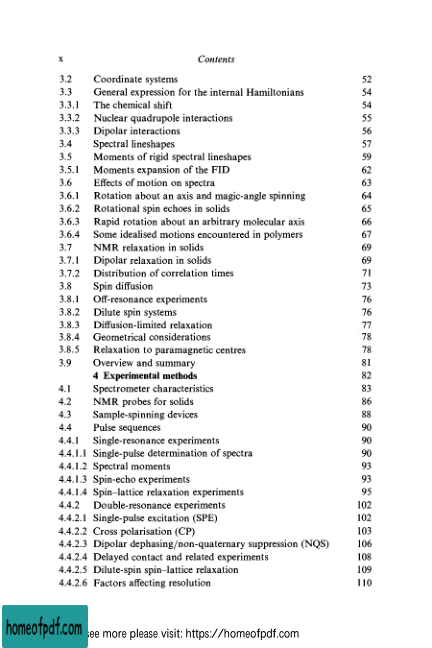 x Contents
3.2 Coordinate systems 52
3.3 General expression for the internal Hamiltonians 54
3.3.1 The chemical shift 54
3.3.2 Nuclear quadrupole interactions 55
3.3.3 Dipolar interactions 56
3.4 Spectral lineshapes 57
3.5 Moments of rigid spectral lineshapes 59
3.5.1 Moments expansion of the FID 62
3.6 Effects of motion on spectra 63
3.6.1 Rotation about an axis and magic-angle spinning 64
3.6.2 Rotational spin echoes in solids 65
3.6.3 Rapid rotation about an arbitrary molecular axis 66
3.6.4 Some idealised motions encountered in polymers 67
3.7 NMR relaxation in solids 69
3.7.1 Dipolar relaxation in solids 69
3.7.2 Distribution of correlation times 71
3.8 Spin diffusion 73
3.8.1 Off-resonance experiments 76
3.8.2 Dilute spin systems 76
3.8.3 Diffusion-limited relaxation 77
3.8.4 Geometrical considerations 78
3.8.5 Relaxation to paramagnetic centres 78
3.9 Overview and summary 81
4 Experimental methods 82
4.1 Spectrometer characteristics 83
4.2 NMR probes for solids 86
4.3 Sample-spinning devices 88
4.4 Pulse sequences 90
4.4.1 Single-resonance experiments 90
4.4.1.1 Single-pulse determination of spectra 90
4.4.1.2 Spectral moments 93
4.4.1.3 Spin-echo experiments 93
4.4.1.4 Spin–lattice relaxation experiments 95
4.4.2 Double-resonance experiments 102
4.4.2.1 Single-pulse excitation (SPE) 102
4.4.2.2 Cross polarisation (CP) 103
4.4.2.3 Dipolar dephasing/non-quaternary suppression (NQS) 106
4.4.2.4 Delayed contact and related experiments 108
4.4.2.5 Dilute-spin spin–lattice relaxation 109
4.4.2.6 Factors affecting resolution 110
homeofpdf.com see more please visit: https://homeofpdf.com